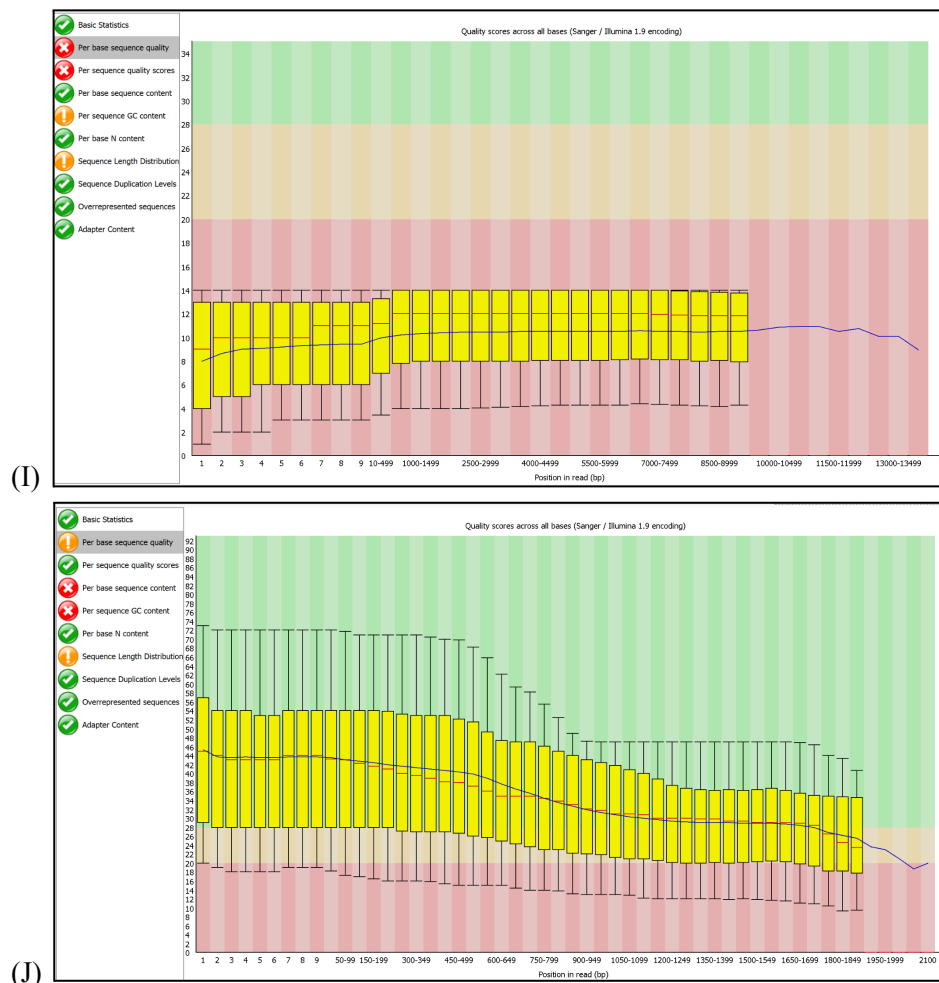 Basic Statistics
Per base sequence quality
Per sequence quality scores
Per base sequence content
Per sequence GC content
Per base N content
Sequence Length Distribution
Sequence Duplication Levels
Overrepresented sequences
Adapter Content
Quality scores across all bases (Sanger / Illumina 1.9 encoding)
34
32
30
28
26
24
22
20
18
16
14
12
10
8
6
4
2
0
1 2 3 4 5 6 7 8 9 10-499 1000-1499 2500-2999 4000-4499 5500-5999 7000-7499 8500-8999 10000-10499 11500-11999 13000-13499
Position in read (bp)
(I)
Basic Statistics
Per base sequence quality
Per sequence quality scores
Per base sequence content
Per sequence GC content
Per base N content
Sequence Length Distribution
Sequence Duplication Levels
Overrepresented sequences
Adapter Content
Quality scores across all bases (Sanger / Illumina 1.9 encoding)
92
90
88
86
84
82
80
78
76
74
72
70
68
66
64
62
60
58
56
54
52
50
48
46
44
42
40
38
36
34
32
30
28
26
24
22
20
18
16
14
12
10
8
6
4
2
0
1 2 3 4 5 6 7 8 9 50-99 150-199 300-349 450-499 600-649 750-799 900-949 1050-1099 1200-1249 1350-1399 1500-1549 1650-1699 1800-1849 1950-1999 2100
Position in read (bp)
(J)